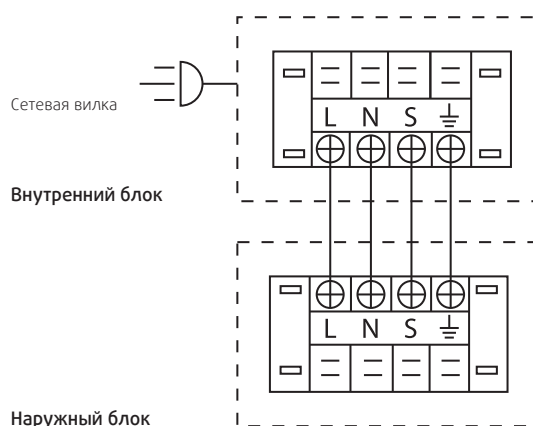 Сетевая вилка
L N S
Внутренний блок
L N S
Наружный блок